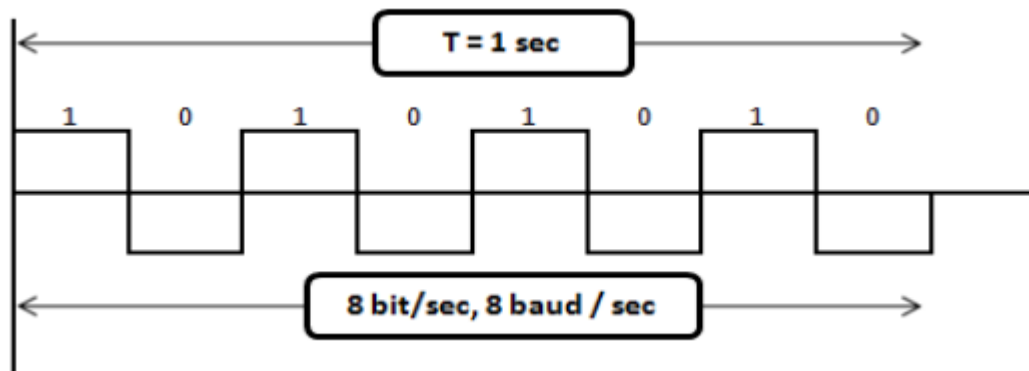 T = 1 sec
1 0 1 0 1 0 1 0
8 bit/sec, 8 baud / sec